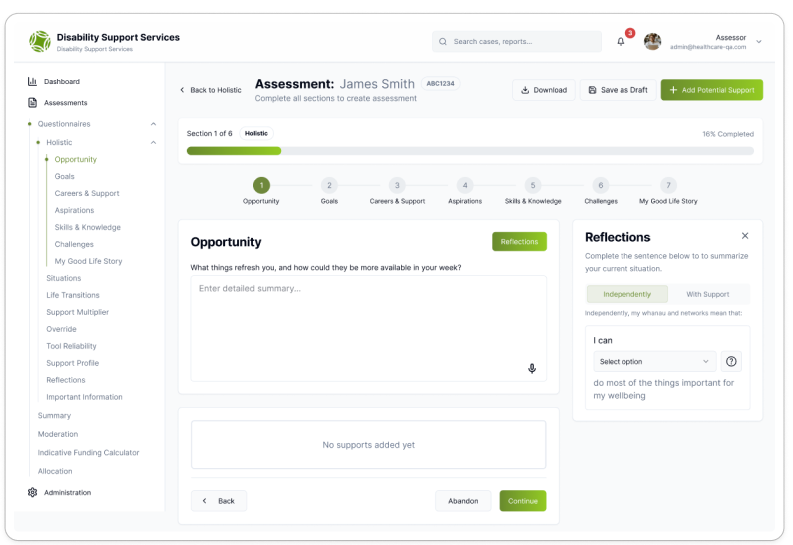 Disability Support Services
Disability Support Services
Search cases, reports...
3
Assessor
admin@healthcare-qa.com
Dashboard
Assessments
Questionnaires
Holistic
Opportunity
Goals
Careers & Support
Aspirations
Skills & Knowledge
Challenges
My Good Life Story
Situations
Life Transitions
Support Multiplier
Override
Tool Reliability
Support Profile
Reflections
Important Information
Summary
Moderation
Indicative Funding Calculator
Allocation
Administration
Back to Holistic
Assessment: James Smith ABC1234
Complete all sections to create assessment
Download
Save as Draft
+ Add Potential Support
Section 1 of 6 Holistic
16% Completed
1 2 3 4 5 6 7
Opportunity Goals Careers & Support Aspirations Skills & Knowledge Challenges My Good Life Story
Opportunity
Reflections
What things refresh you, and how could they be more available in your week?
Enter detailed summary...
No supports added yet
Back
Abandon
Continue
Reflections
Complete the sentence below to to summarize
your current situation.
Independently With Support
Independently, my whanau and networks mean that:
I can
Select option
?
do most of the things important for
my wellbeing